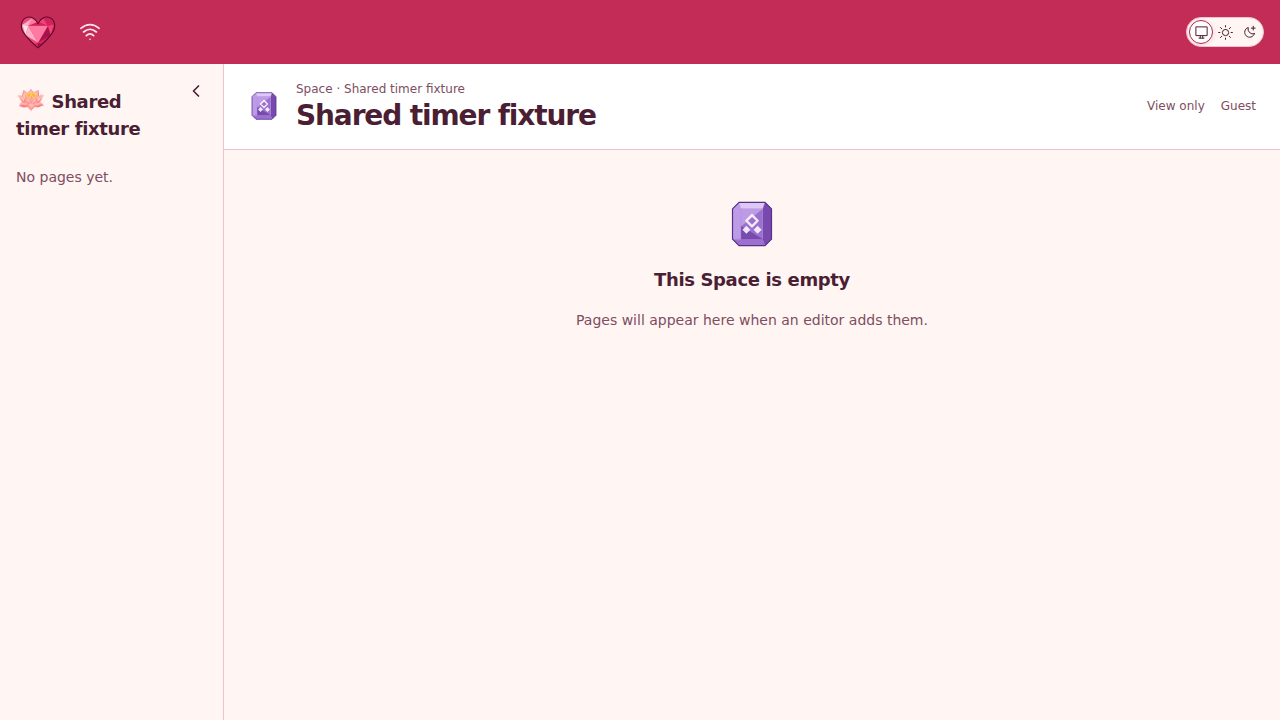 🪷 Shared
timer fixture
No pages yet.
Space · Shared timer fixture
Shared timer fixture
View only
Guest
This Space is empty
Pages will appear here when an editor adds them.